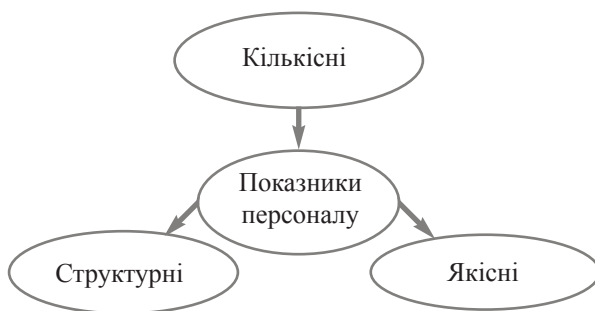 Кількісні
Показники
персоналу
Структурні
Якісні